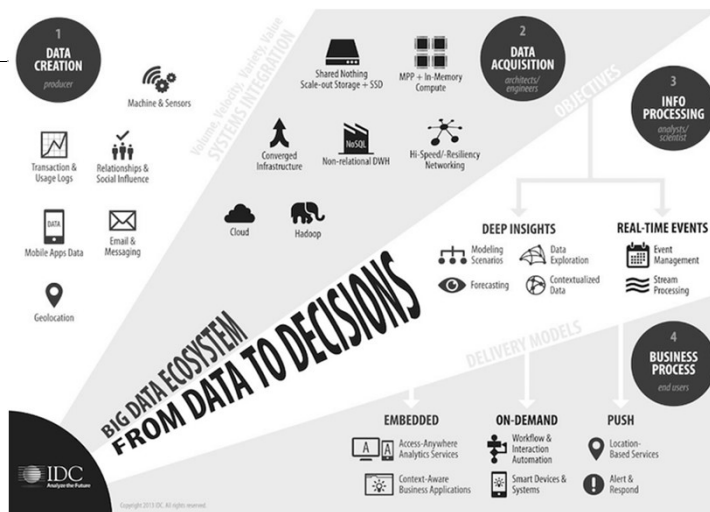 1
DATA
CREATION
producer
Machine & Sensors
Transaction &
Usage Logs
Relationships &
Social Influence
DATA
Mobile Apps Data
Email &
Messaging
Geolocation
Volume, Velocity, Variety, Value
SYSTEMS INTEGRATION
2
DATA
ACQUISITION
architects/
engineers
Shared Nothing
Scale-out Storage + SSD
MPP + In-Memory
Compute
Converged
Infrastructure
NoSQL
Non-relational DWH
Hi-Speed/-Resiliency
Networking
Cloud
Hadoop
OBJECTIVES
3
INFO
PROCESSING
analysts/
scientist
DEEP INSIGHTS
Modeling
Scenarios
Data
Exploration
Forecasting
Contextualized
Data
REAL-TIME EVENTS
Event
Management
Stream
Processing
BIG DATA ECOSYSTEM
FROM DATA TO DECISIONS
DELIVERY MODELS
4
BUSINESS
PROCESS
end users
EMBEDDED
A A
Access-Anywhere
Analytics Services
Context-Aware
Business Applications
ON-DEMAND
Workflow &
Interaction
Automation
Smart Devices &
Systems
PUSH
Location-
Based Services
Alert &
Respond
IDC
Analyze the Future
Copyright 2013 IDC. All rights reserved.